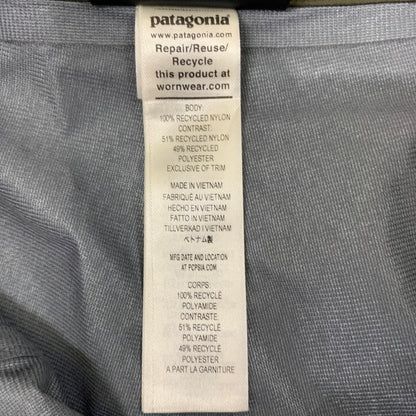 patagonia
www.patagonia.com
Repair/Reuse/
Recycle
this product at
wornwear.com
BODY:
100% RECYCLED NYLON
CONTRAST:
51% RECYCLED NYLON
49% RECYCLED
POLYESTER
EXCLUSIVE OF TRIM
MADE IN VIETNAM
FABRIQUÉ AU VIETNAM
HECHO EN VIETNAM
FATTO IN VIETNAM
TILLVERKAD I VIETNAM
ベトナム製
MFG DATE AND LOCATION
AT PCPSIA.COM
CORPS:
100% RECYCLÉ
POLYAMIDE
CONTRASTE:
51% RECYCLÉ
POLYAMIDE
49% RECYCLÉ
POLYESTER
A PART LA GARNITURE